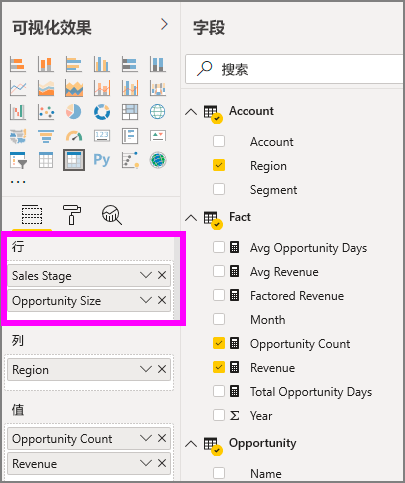 可视化效果
Py
123
...
行
Sales Stage
Opportunity Size
列
Region
值
Opportunity Count
Revenue
字段
搜索
Account
Account
Region
Segment
Fact
Avg Opportunity Days
Avg Revenue
Factored Revenue
Month
Opportunity Count
Revenue
Total Opportunity Days
Σ Year
Opportunity
Name